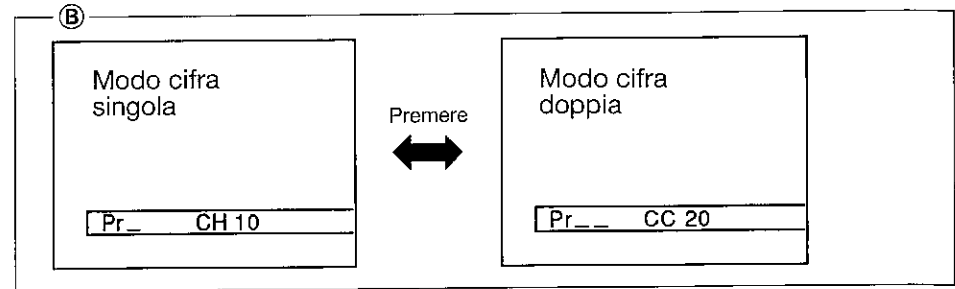 B
Modo cifra
singola
Pr_ CH 10
Premere
Modo cifra
doppia
Pr_ _ CC 20